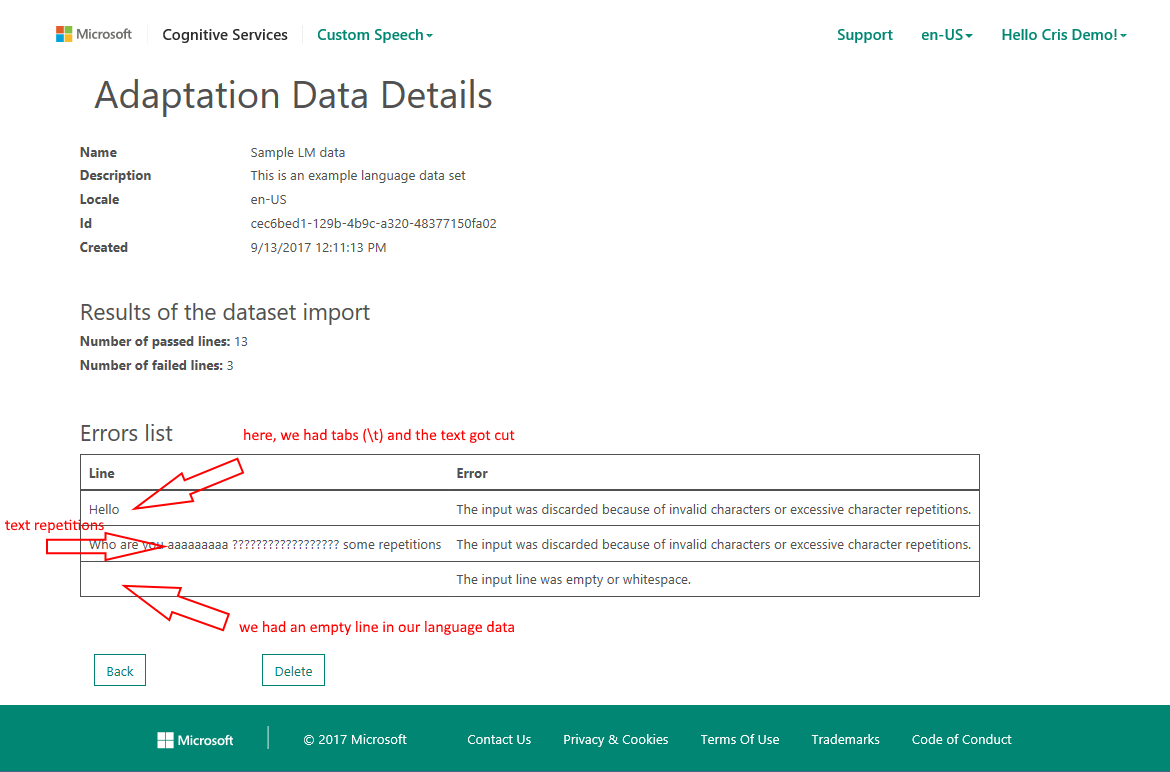 Microsoft Cognitive Services Custom Speech Support en-US Hello Cris Demo!
Adaptation Data Details
Name Sample LM data
Description This is an example language data set
Locale en-US
Id cec6bed1-129b-4b9c-a320-48377150fa02
Created 9/13/2017 12:11:13 PM
Results of the dataset import
Number of passed lines: 13
Number of failed lines: 3
Errors list here, we had tabs (\t) and the text got cut
Line Error
Hello The input was discarded because of invalid characters or excessive character repetitions.
text repetitions
Who are you aaaaaaaaa ?????????????????? some repetitions The input was discarded because of invalid characters or excessive character repetitions.
The input line was empty or whitespace.
we had an empty line in our language data
Back Delete
Microsoft © 2017 Microsoft Contact Us Privacy & Cookies Terms Of Use Trademarks Code of Conduct